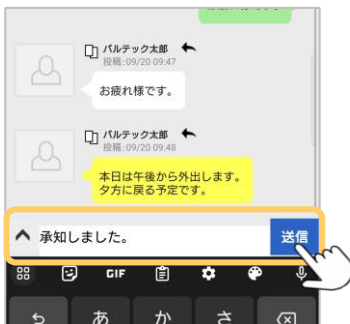 パルテック太郎
投稿:09/20 09:47
お疲れ様です。
パルテック太郎
投稿:09/20 09:48
本日は午後から外出します。
夕方に戻る予定です。
承知しました。
送信
GIF
あ
か
さ